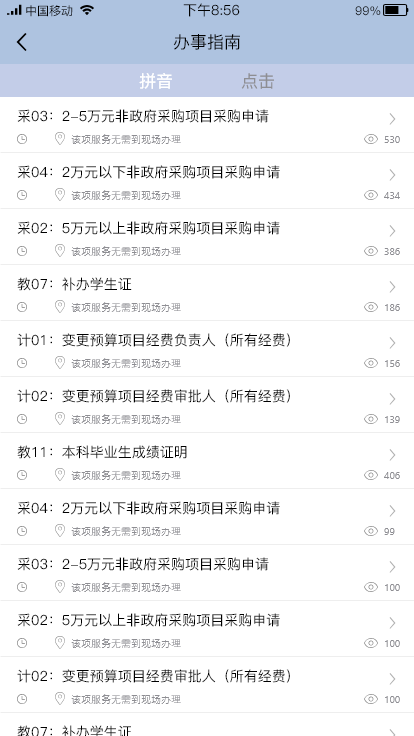 中国移动 下午8:56 99%
办事指南
拼音 点击
采03：2-5万元非政府采购项目采购申请
该项服务无需到现场办理 530
采04：2万元以下非政府采购项目采购申请
该项服务无需到现场办理 434
采02：5万元以上非政府采购项目采购申请
该项服务无需到现场办理 386
教07：补办学生证
该项服务无需到现场办理 186
计01：变更预算项目经费负责人（所有经费）
该项服务无需到现场办理 156
计02：变更预算项目经费审批人（所有经费）
该项服务无需到现场办理 139
教11：本科毕业生成绩证明
该项服务无需到现场办理 406
采04：2万元以下非政府采购项目采购申请
该项服务无需到现场办理 99
采03：2-5万元非政府采购项目采购申请
该项服务无需到现场办理 100
采02：5万元以上非政府采购项目采购申请
该项服务无需到现场办理 100
计02：变更预算项目经费审批人（所有经费）
该项服务无需到现场办理 100
教07：补办学生证